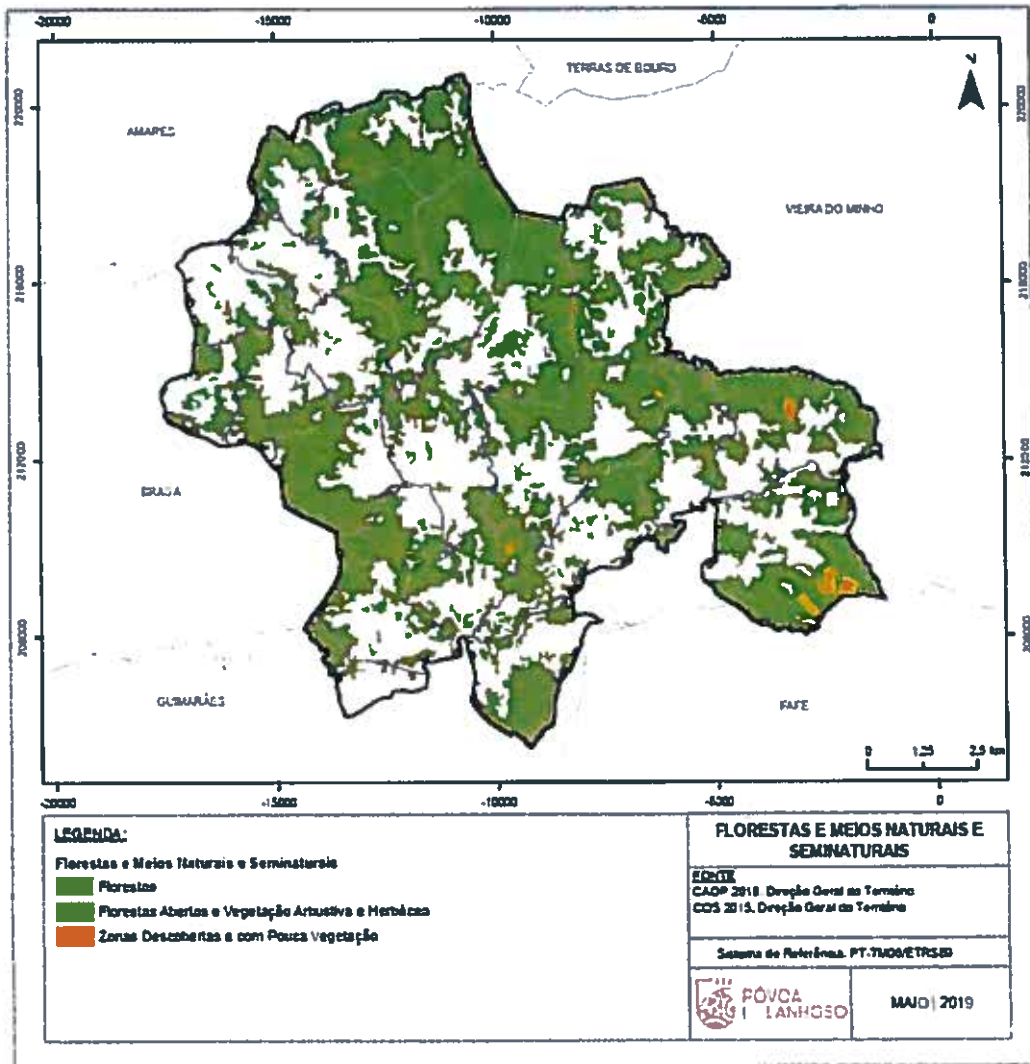 -20000 -15000 -10000 -5000 0
TERRAS DE BOURO
AMARES
VIEIRA DO MINHO
BRAGA
GUIMARÃES
FAFE
0 1,25 2,5 km
-20000 -15000 -10000 -5000 0
LEGENDA:
Florestas e Meios Naturais e Seminaturais
Florestas
Florestas Abertas e Vegetação Arbustiva e Herbácea
Zonas Descobertas e com Pouca Vegetação
FLORESTAS E MEIOS NATURAIS E
SEMINATURAIS
FONTE
CAOP 2018. Direção Geral do Território
COS 2015. Direção Geral do Território
Sistema de Referência. PT-TM06/ETRS89
PÓVOA
LANHOSO
MAIO 2019